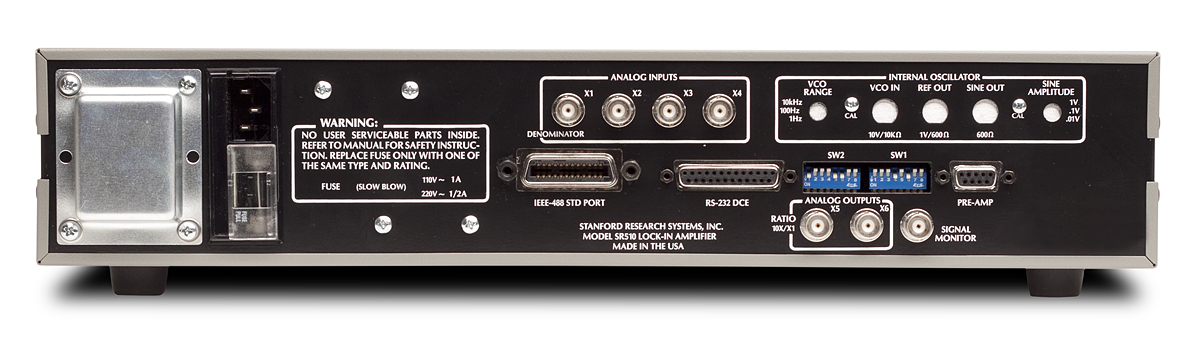 ANALOG INPUTS
X1
X2
X3
X4
DENOMINATOR
INTERNAL OSCILLATOR
VCO
RANGE
VCO IN
REF OUT
SINE OUT
SINE
AMPLITUDE
10kHz
100Hz
1Hz
CAL
CAL
1V
.1V
.01V
10V/10KΩ
1V/600Ω
600Ω
WARNING:
NO USER SERVICEABLE PARTS INSIDE.
REFER TO MANUAL FOR SAFETY INSTRUC-
TION. REPLACE FUSE ONLY WITH ONE OF
THE SAME TYPE AND RATING.
FUSE (SLOW BLOW) 110V~ 1A
220V~ 1/2A
IEEE-488 STD PORT
RS-232 DCE
SW2
SW1
PRE-AMP
ANALOG OUTPUTS
X5
X6
RATIO
10X/X1
SIGNAL
MONITOR
STANFORD RESEARCH SYSTEMS, INC.
MODEL SR510 LOCK-IN AMPLIFIER
MADE IN THE USA